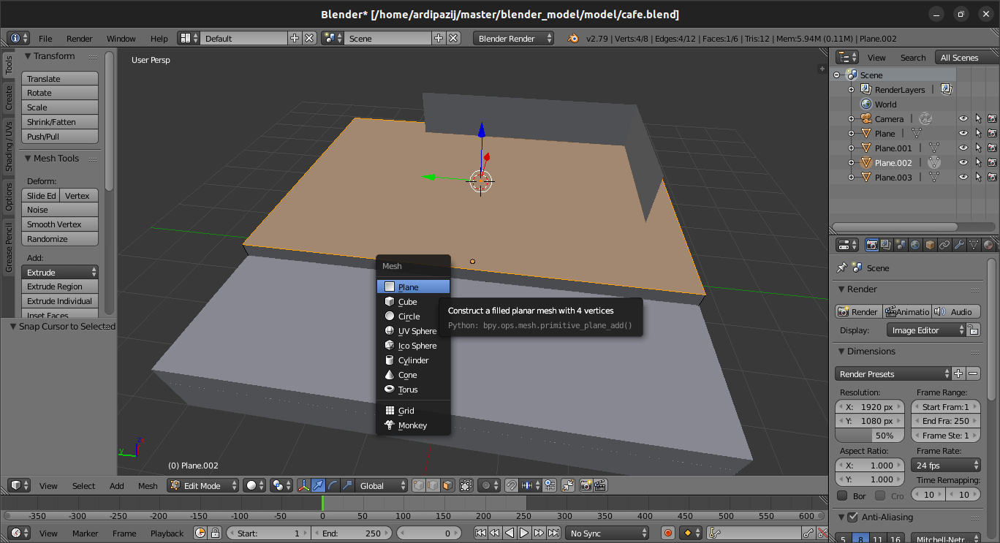 Blender* [/home/ardipazij/master/blender_model/model/cafe.blend]
File Render Window Help Default Scene Blender Render v2.79 | Verts:4/8 | Edges:4/12 | Faces:1/6 | Tris:12 | Mem:5.94M (0.11M) | Plane.002
Tools
Create
Shading / UVs
Options
Grease Pencil
Transform
Translate
Rotate
Scale
Shrink/Fatten
Push/Pull
Mesh Tools
Deform:
Slide Ed Vertex
Noise
Smooth Vertex
Randomize
Add:
Extrude
Extrude Region
Extrude Individual
Inset Faces
Snap Cursor to Selected
User Persp
Mesh
Plane
Cube
Circle
UV Sphere
Ico Sphere
Cylinder
Cone
Torus
Grid
Monkey
Construct a filled planar mesh with 4 vertices
Python: bpy.ops.mesh.primitive_plane_add()
z
y
(0) Plane.002
View Select Add Mesh Edit Mode Global
-350 -300 -250 -200 -150 -100 -50 0 50 100 150 200 250 300 350 400 450 500 550 600
View Marker Frame Playback Start: 1 End: 250 0 No Sync
View Search All Scenes
Scene
RenderLayers |
World
Camera |
Plane |
Plane.001 |
Plane.002 |
Plane.003 |
Scene
Render
Render Animatio Audio
Display: Image Editor
Dimensions
Render Presets
Resolution: Frame Range:
X: 1920 px Start Fram:1
Y: 1080 px End Fra: 250
50% Frame Ste: 1
Aspect Ratio: Frame Rate:
X: 1.000 24 fps
Y: 1.000 Time Remapping:
Bor Cro 10 10
Anti-Aliasing
5 8 11 16 Mitchell-Netr...